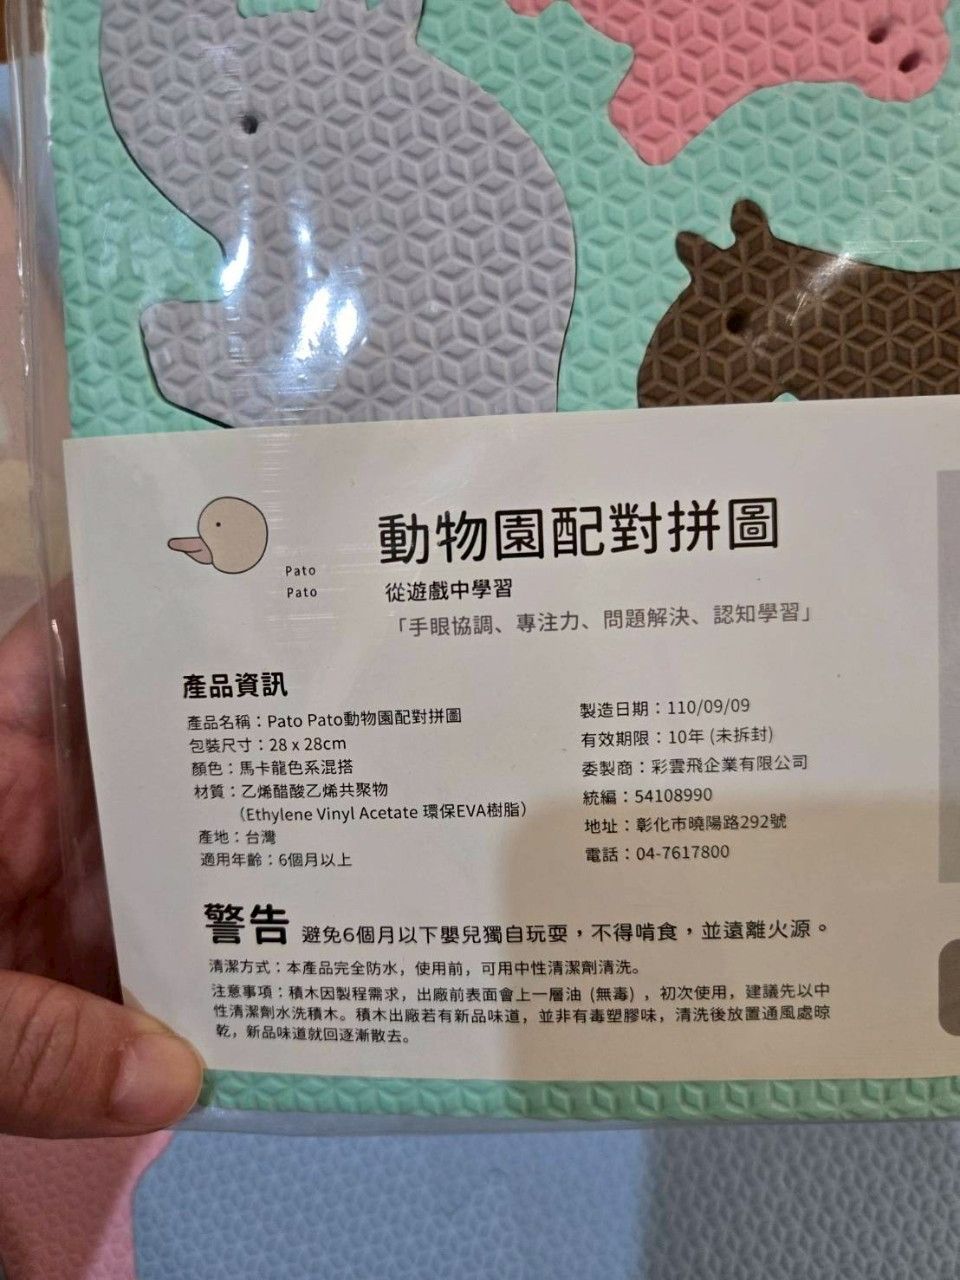 Pato
Pato
動物園配對拼圖
從遊戲中學習
「手眼協調、專注力、問題解決、認知學習」
產品資訊
產品名稱：Pato Pato動物園配對拼圖
包裝尺寸：28 x 28cm
顏色：馬卡龍色系混搭
材質：乙烯醋酸乙烯共聚物
（Ethylene Vinyl Acetate 環保EVA樹脂）
產地：台灣
適用年齡：6個月以上
製造日期：110/09/09
有效期限：10年 (未拆封)
委製商：彩雲飛企業有限公司
統編：54108990
地址：彰化市曉陽路292號
電話：04-7617800
警告 避免6個月以下嬰兒獨自玩耍，不得啃食，並遠離火源。
清潔方式：本產品完全防水，使用前，可用中性清潔劑清洗。
注意事項：積木因製程需求，出廠前表面會上一層油 (無毒) ，初次使用，建議先以中
性清潔劑水洗積木。積木出廠若有新品味道，並非有毒塑膠味，清洗後放置通風處晾
乾，新品味道就回逐漸散去。